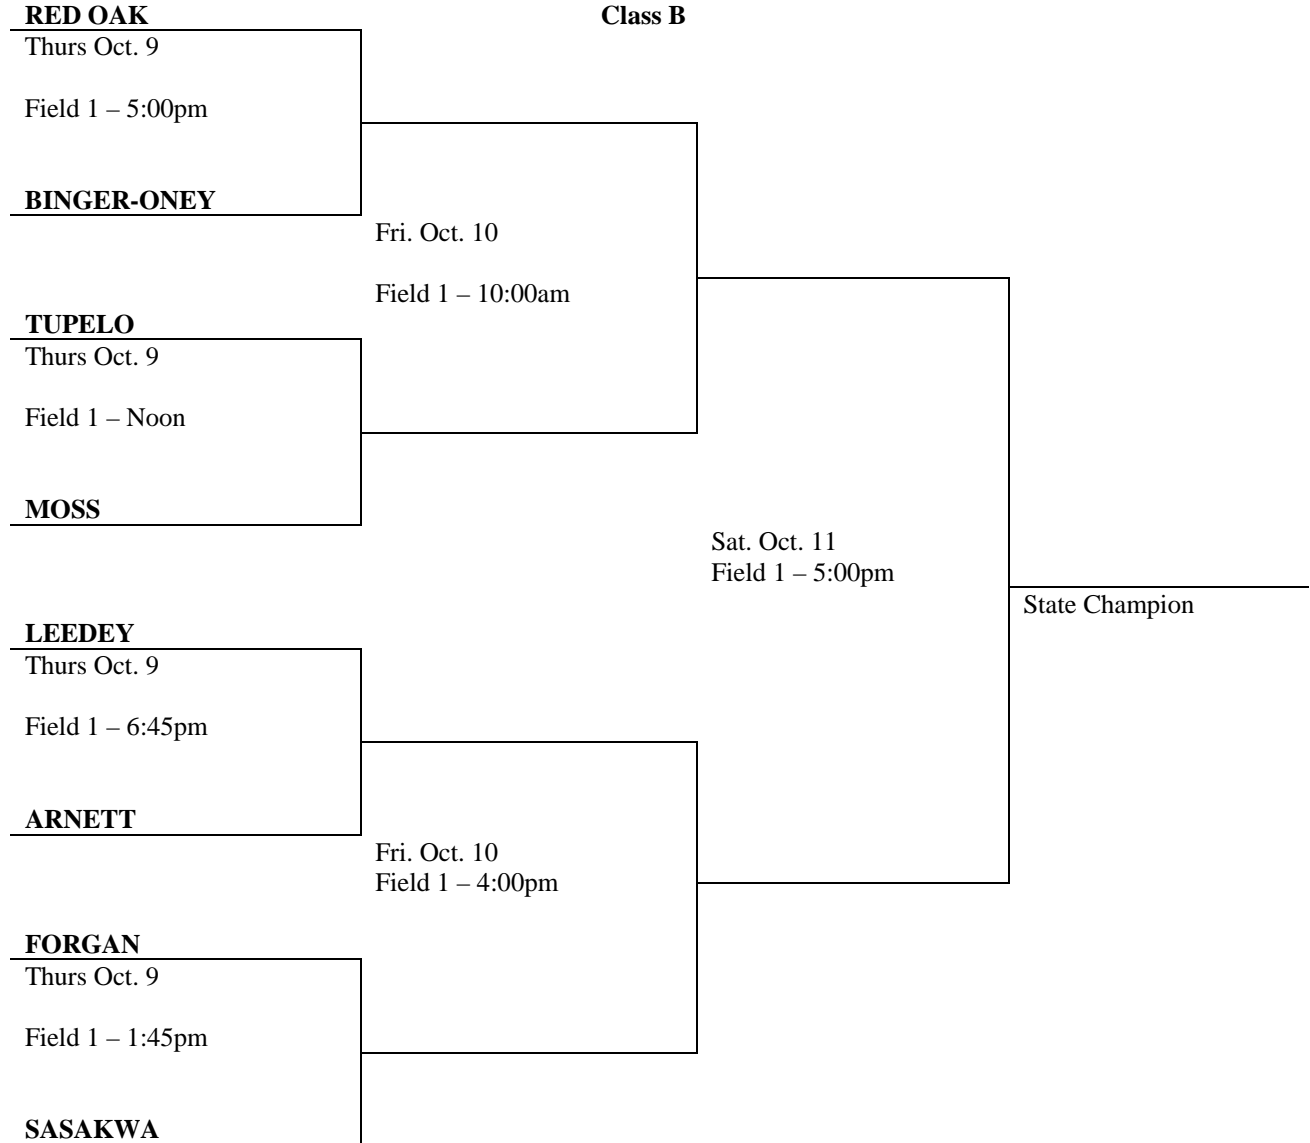 RED OAK
Class B
Thurs Oct. 9
Field 1 – 5:00pm
BINGER-ONEY
Fri. Oct. 10
Field 1 – 10:00am
TUPELO
Thurs Oct. 9
Field 1 – Noon
MOSS
Sat. Oct. 11
Field 1 – 5:00pm
State Champion
LEEDEY
Thurs Oct. 9
Field 1 – 6:45pm
ARNETT
Fri. Oct. 10
Field 1 – 4:00pm
FORGAN
Thurs Oct. 9
Field 1 – 1:45pm
SASAKWA